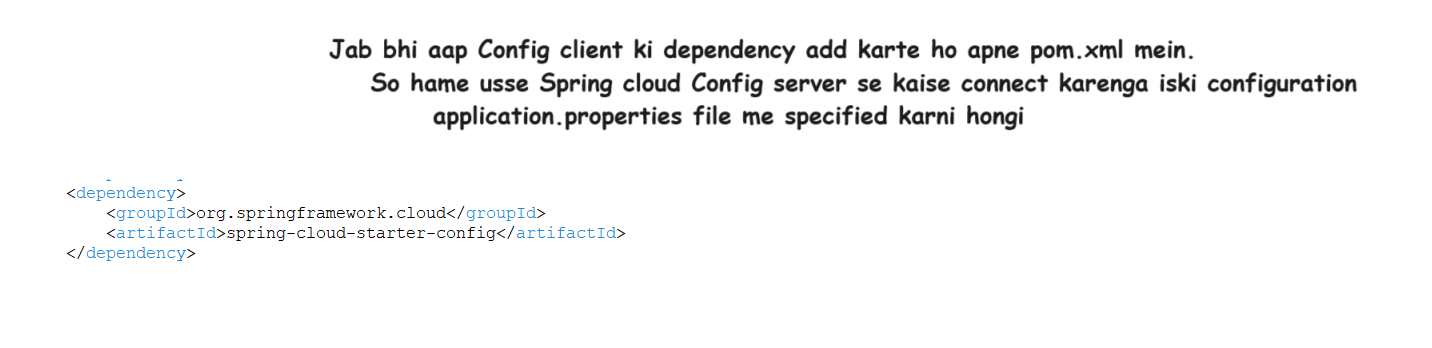 Jab bhi aap Config client ki dependency add karte ho apne pom.xml mein.
So hame usse Spring cloud Config server se kaise connect karenga iski configuration
application.properties file me specified karni hongi
<dependency>
    <groupId>org.springframework.cloud</groupId>
    <artifactId>spring-cloud-starter-config</artifactId>
</dependency>